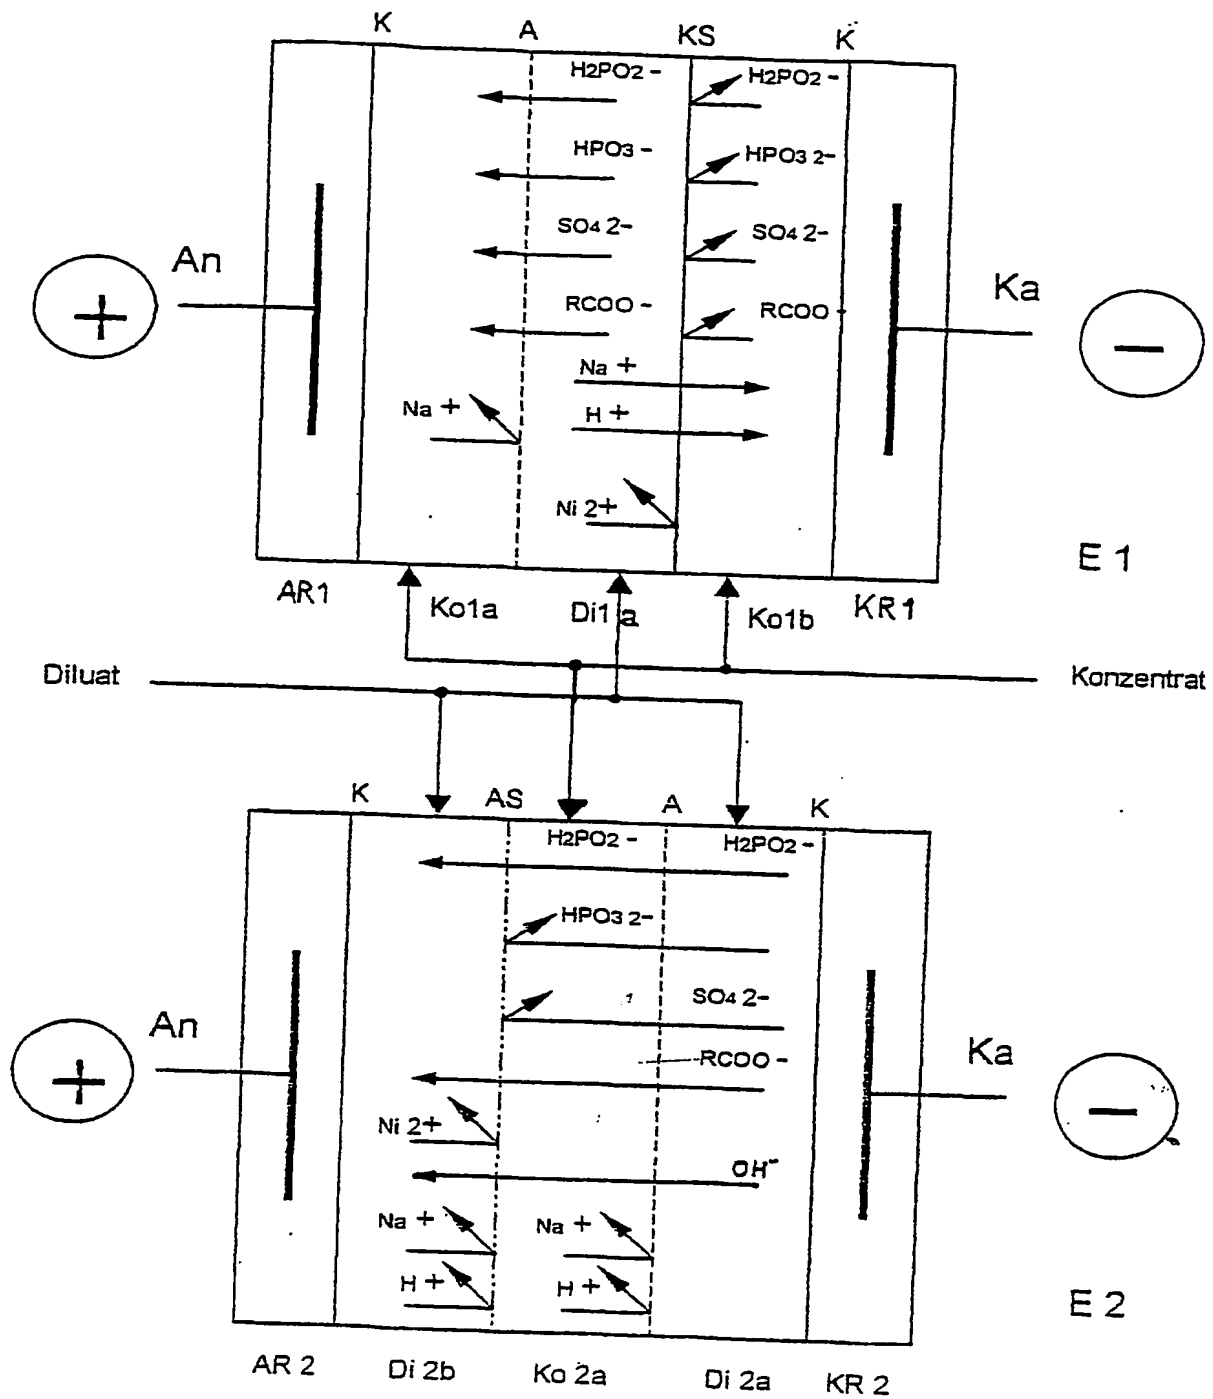 K A KS K
H2PO2 - H2PO2 -
HPO3 - HPO3 2-
SO4 2- SO4 2-
An
RCOO - RCOO -
Ka
+
−
Na +
Na +
H +
Ni 2+
E 1
AR1 Ko1a Di1a Ko1b KR1
Diluat Konzentrat
K AS A K
H2PO2 - H2PO2 -
HPO3 2-
SO4 2-
An
RCOO - Ka
+
−
Ni 2+
OH-
Na + Na +
H + H +
E 2
AR 2 Di 2b Ko 2a Di 2a KR 2